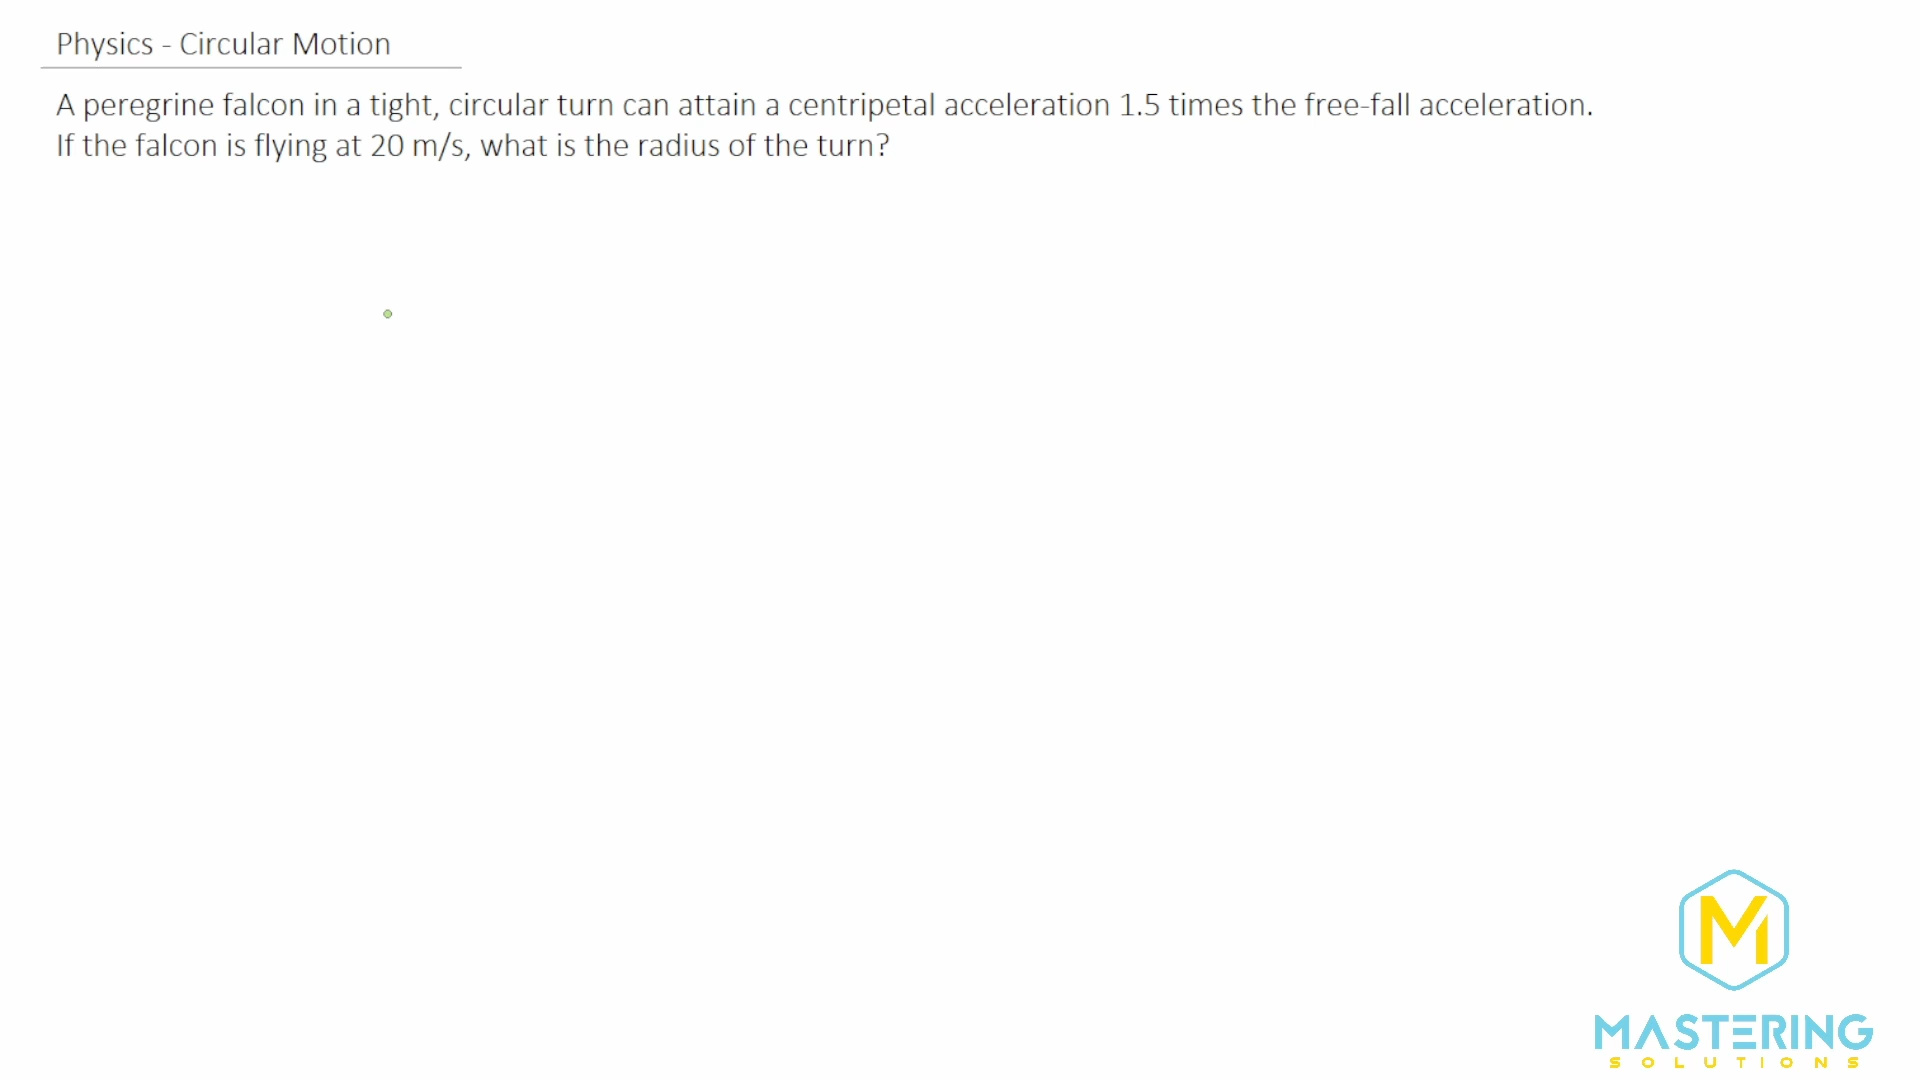 Physics - Circular Motion
A peregrine falcon in a tight, circular turn can attain a centripetal acceleration 1.5 times the free-fall acceleration.
If the falcon is flying at 20 m/s, what is the radius of the turn?
M
MASTERING
SOLUTIONS